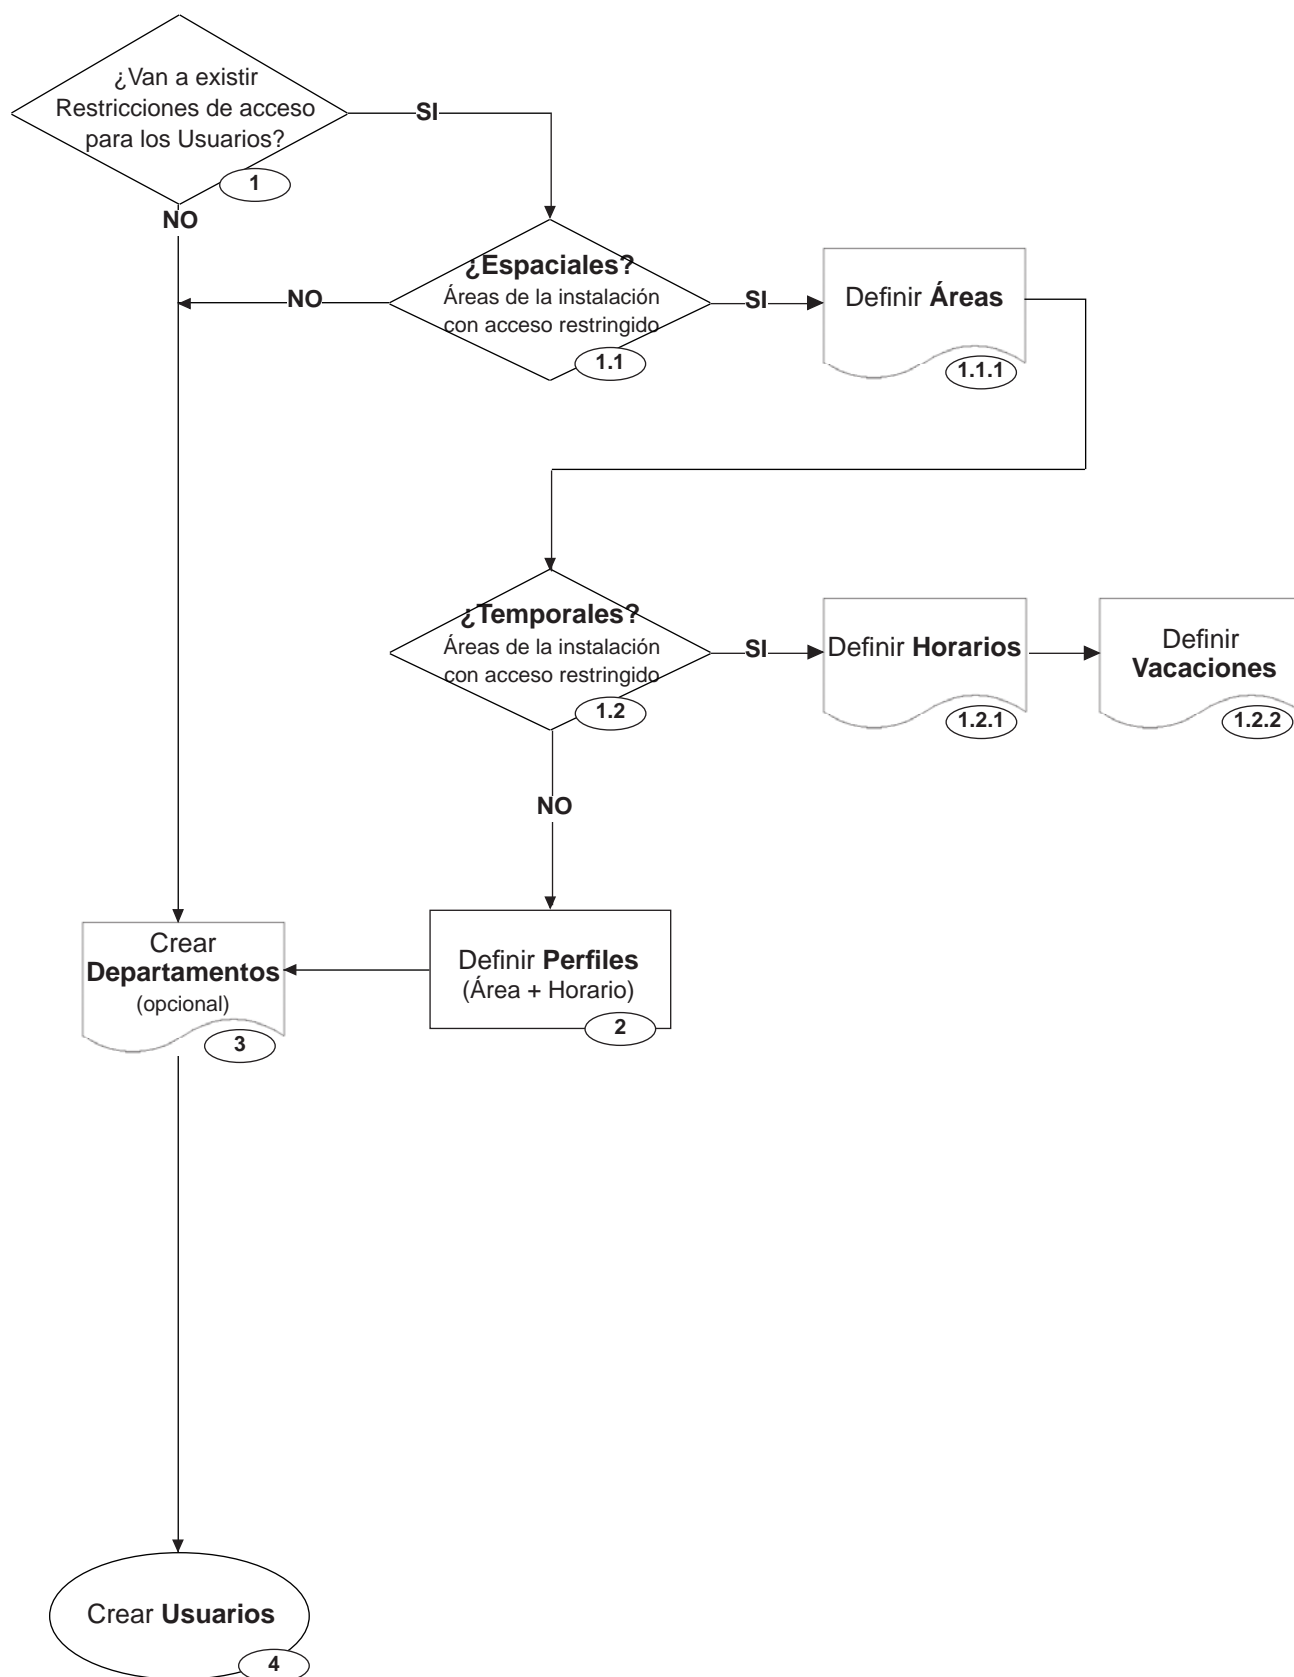 ¿Van a existir
Restricciones de acceso
para los Usuarios?
1
SI
NO
¿Espaciales?
Áreas de la instalación
con acceso restringido
1.1
NO
SI
Definir Áreas
1.1.1
¿Temporales?
Áreas de la instalación
con acceso restringido
1.2
SI
Definir Horarios
1.2.1
Definir
Vacaciones
1.2.2
NO
Definir Perfiles
(Área + Horario)
2
Crear
Departamentos
(opcional)
3
Crear Usuarios
4